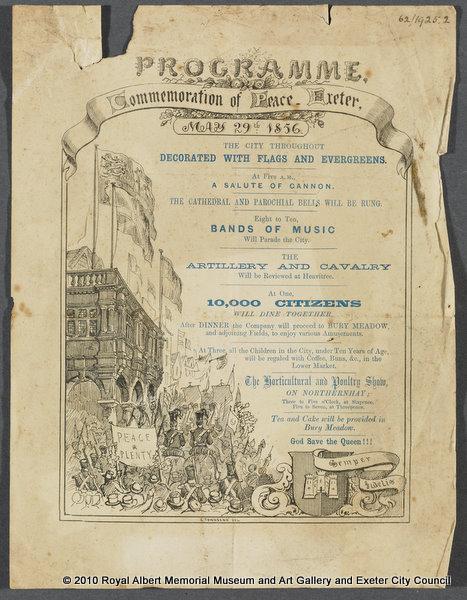 62/1925.2
PROGRAMME.
Commemoration of Peace. Exeter,
MAY 29th 1856.
THE CITY THROUGHOUT
DECORATED WITH FLAGS AND EVERGREENS.
At Five A.M.,
A SALUTE OF CANNON.
THE CATHEDRAL AND PAROCHIAL BELLS WILL BE RUNG.
Eight to Ten,
BANDS OF MUSIC
Will Parade the City.
THE
ARTILLERY AND CAVALRY
Will be Reviewed at Heavitree.
At One,
10,000 CITIZENS
WILL DINE TOGETHER.
After DINNER the Company will proceed to BURY MEADOW,
and adjoining Fields, to enjoy various Amusements.
At Three, all the Children in the City, under Ten Years of Age,
will be regaled with Coffee, Buns, &c., in the
Lower Market.
The Horticultural and Poultry Show,
ON NORTHERNHAY;
Three to Five o'Clock, at Sixpence.
Five to Seven, at Threepence.
Tea and Cake will be provided in
Bury Meadow.
God Save the Queen!!!
PEACE
&
PLENTY
Semper
Fidelis
G. TOWNSEND DEL.
© 2010 Royal Albert Memorial Museum and Art Gallery and Exeter City Council